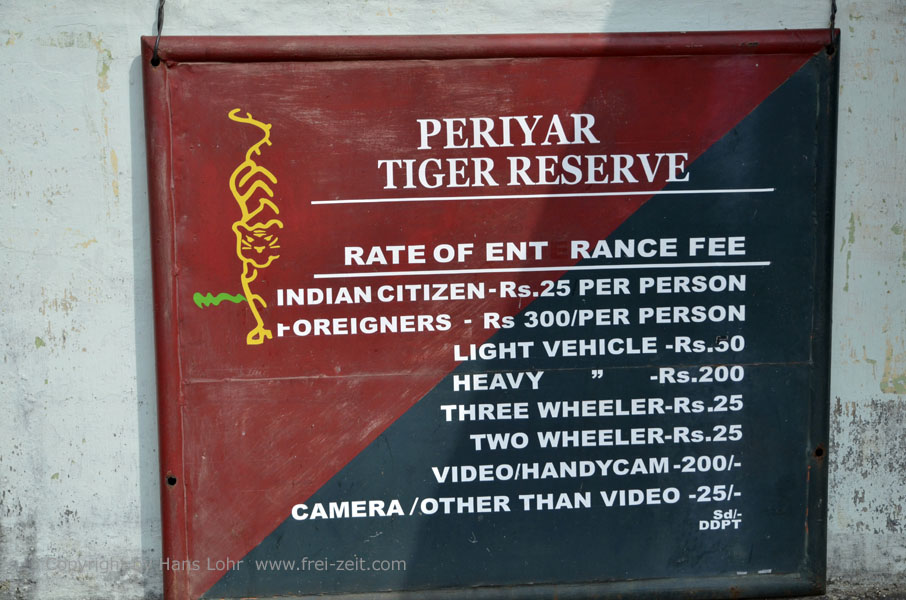 PERIYAR
TIGER RESERVE
RATE OF ENTERANCE FEE
INDIAN CITIZEN-Rs.25 PER PERSON
FOREIGNERS - Rs 300/PER PERSON
LIGHT VEHICLE -Rs.50
HEAVY ” -Rs.200
THREE WHEELER-Rs.25
TWO WHEELER-Rs.25
VIDEO/HANDYCAM -200/-
CAMERA /OTHER THAN VIDEO -25/-
Sd/-
DDPT
Copyright by Hans Lohr www.frei-zeit.com